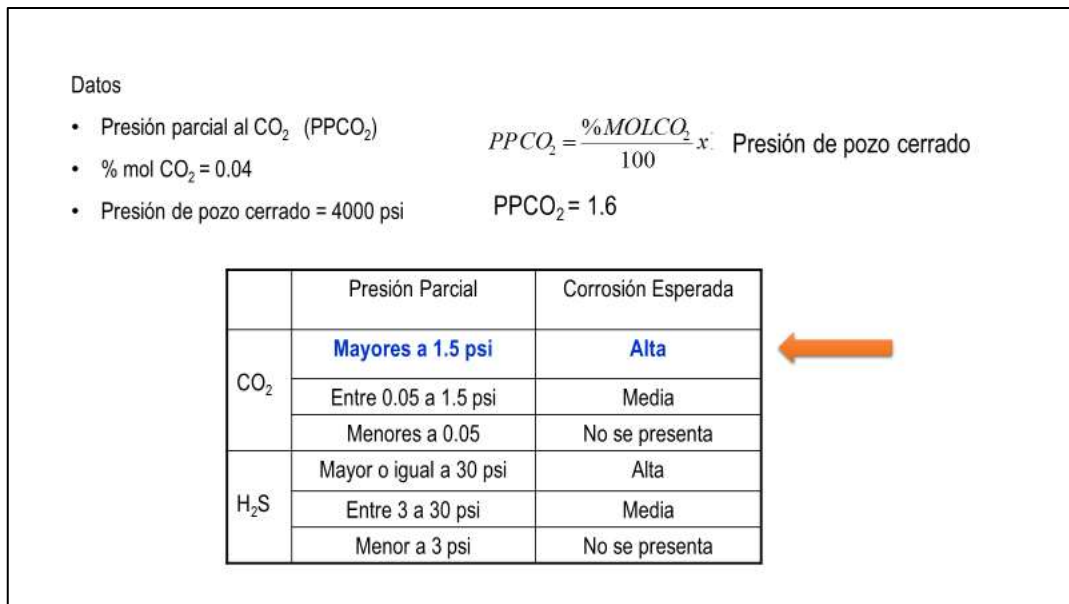 Datos
• Presión parcial al CO₂ (PPCO₂)
• % mol CO₂ = 0.04
• Presión de pozo cerrado = 4000 psi
PPCO₂ = %MOLCO₂ / 100 x Presión de pozo cerrado
PPCO₂ = 1.6
Presión Parcial Corrosión Esperada
CO₂
Mayores a 1.5 psi Alta
Entre 0.05 a 1.5 psi Media
Menores a 0.05 No se presenta
H₂S
Mayor o igual a 30 psi Alta
Entre 3 a 30 psi Media
Menor a 3 psi No se presenta